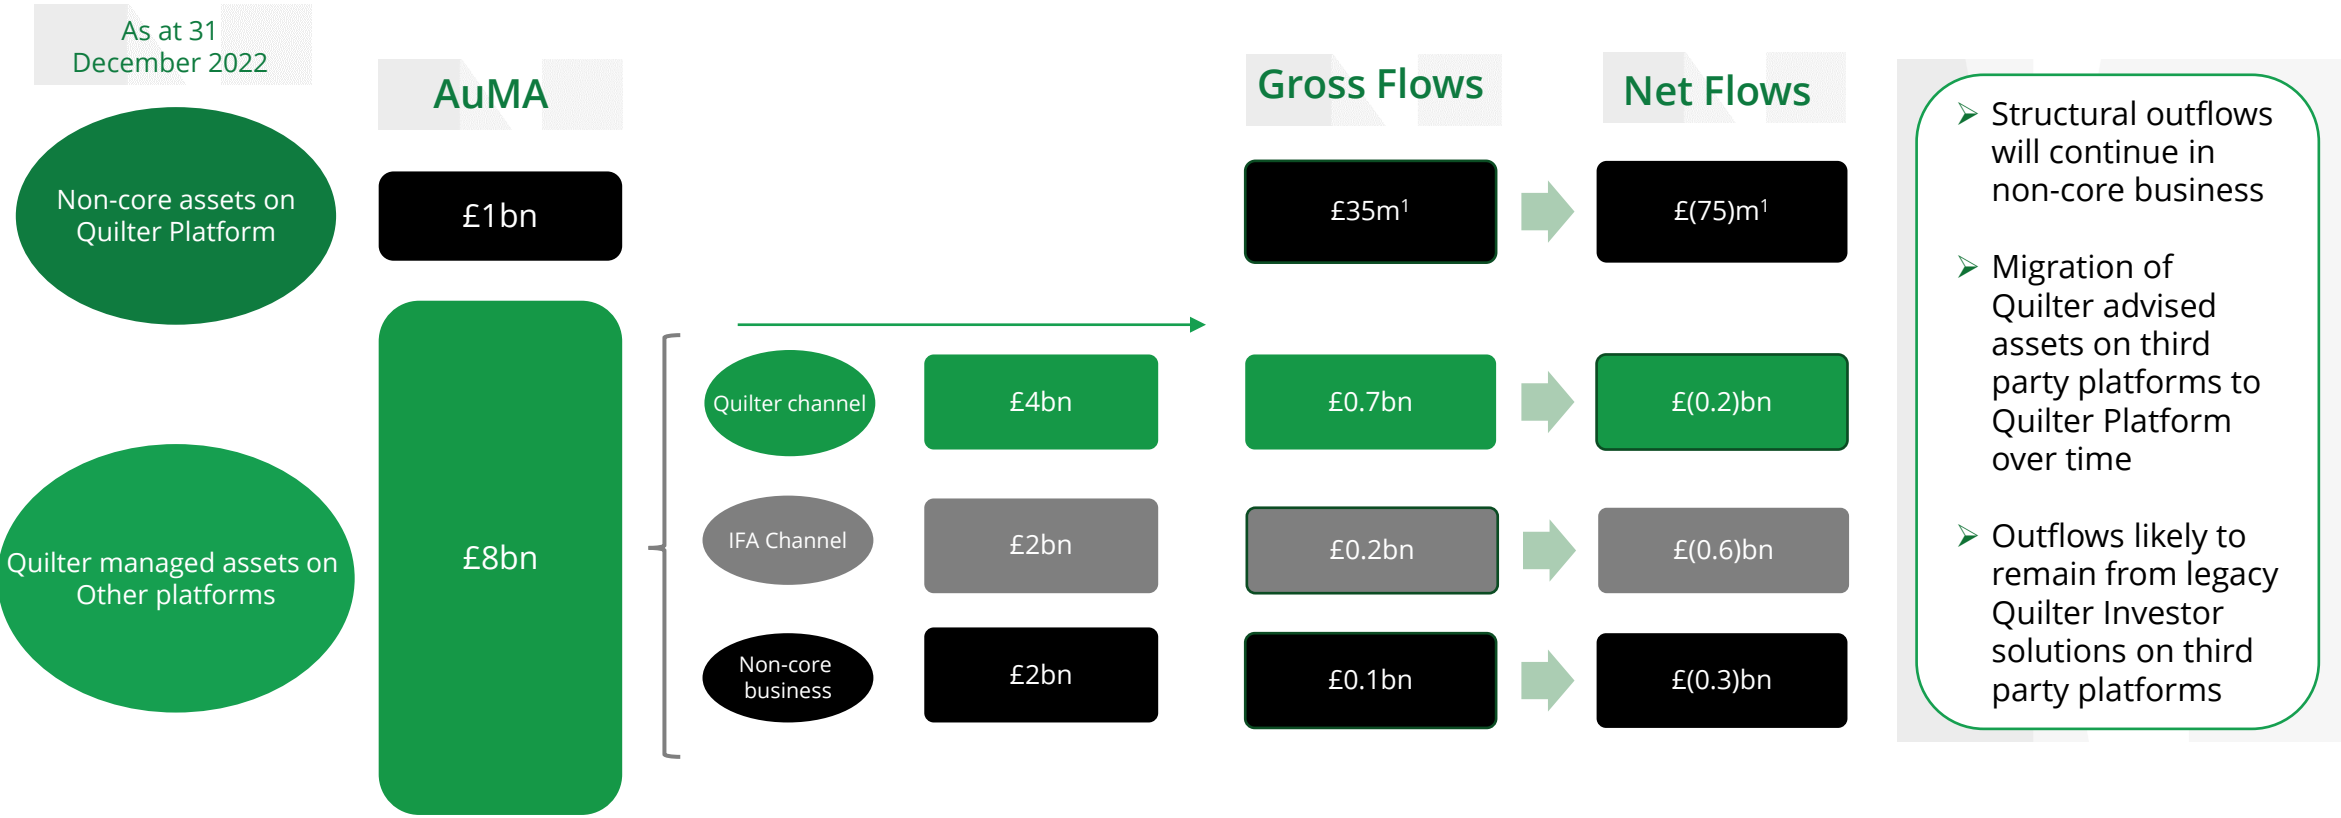 As at 31
December 2022
AuMA
Gross Flows
Net Flows
Non-core assets on
Quilter Platform
£1bn
£35m¹
£(75)m¹
Quilter managed assets on
Other platforms
£8bn
Quilter channel
£4bn
£0.7bn
£(0.2)bn
IFA Channel
£2bn
£0.2bn
£(0.6)bn
Non-core
business
£2bn
£0.1bn
£(0.3)bn
➢ Structural outflows
will continue in
non-core business
➢ Migration of
Quilter advised
assets on third
party platforms to
Quilter Platform
over time
➢ Outflows likely to
remain from legacy
Quilter Investor
solutions on third
party platforms